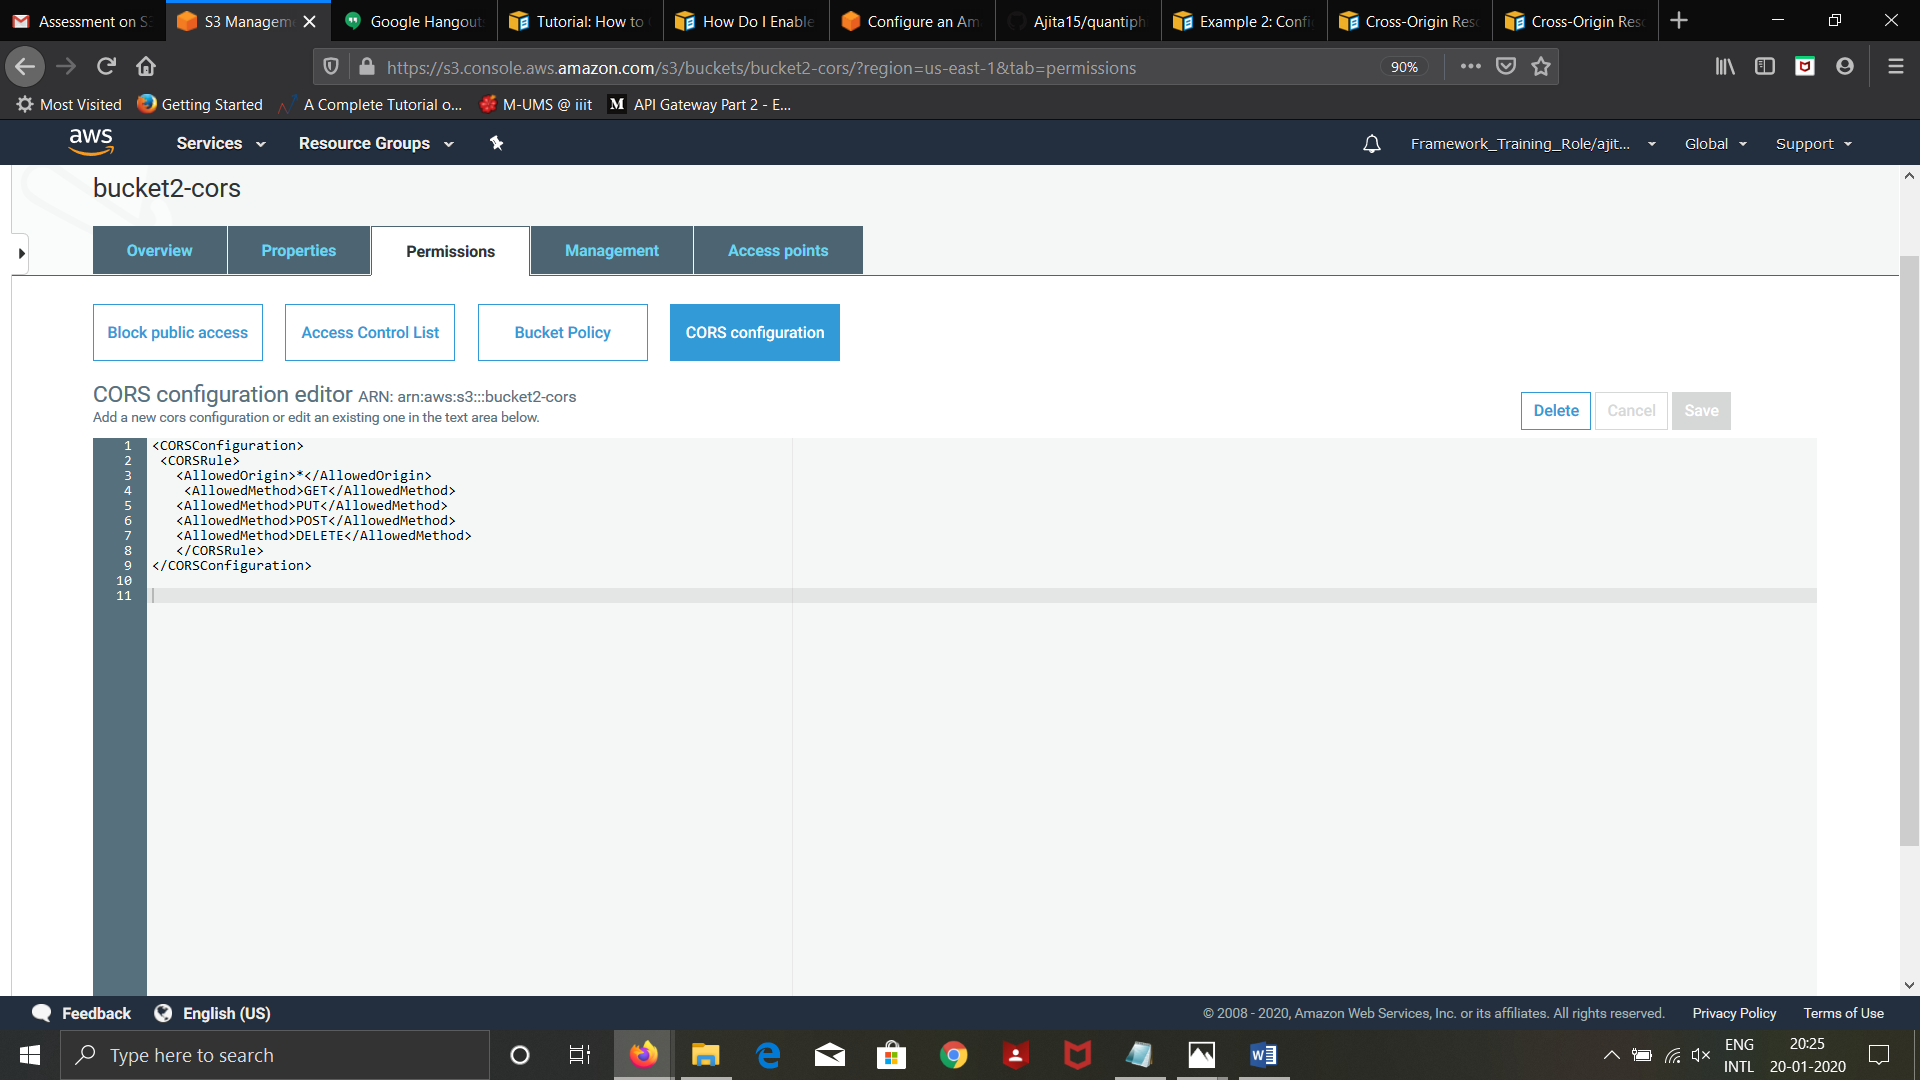 Assessment on S3
S3 Managem
Google Hangout
Tutorial: How to
How Do I Enable
Configure an Am
Ajita15/quantiph
Example 2: Confi
Cross-Origin Res
Cross-Origin Res
https://s3.console.aws.amazon.com/s3/buckets/bucket2-cors/?region=us-east-1&tab=permissions
90%
Most Visited
Getting Started
A Complete Tutorial o...
M-UMS @ iiit
M
API Gateway Part 2 - E...
aws
Services
Resource Groups
Framework_Training_Role/ajit...
Global
Support
bucket2-cors
Overview
Properties
Permissions
Management
Access points
Block public access
Access Control List
Bucket Policy
CORS configuration
CORS configuration editor ARN: arn:aws:s3:::bucket2-cors
Add a new cors configuration or edit an existing one in the text area below.
Delete
Cancel
Save
1 <CORSConfiguration>
2 <CORSRule>
3 <AllowedOrigin>*</AllowedOrigin>
4 <AllowedMethod>GET</AllowedMethod>
5 <AllowedMethod>PUT</AllowedMethod>
6 <AllowedMethod>POST</AllowedMethod>
7 <AllowedMethod>DELETE</AllowedMethod>
8 </CORSRule>
9 </CORSConfiguration>
10
11
Feedback
English (US)
© 2008 - 2020, Amazon Web Services, Inc. or its affiliates. All rights reserved.
Privacy Policy
Terms of Use
Type here to search
ENG
INTL
20:25
20-01-2020